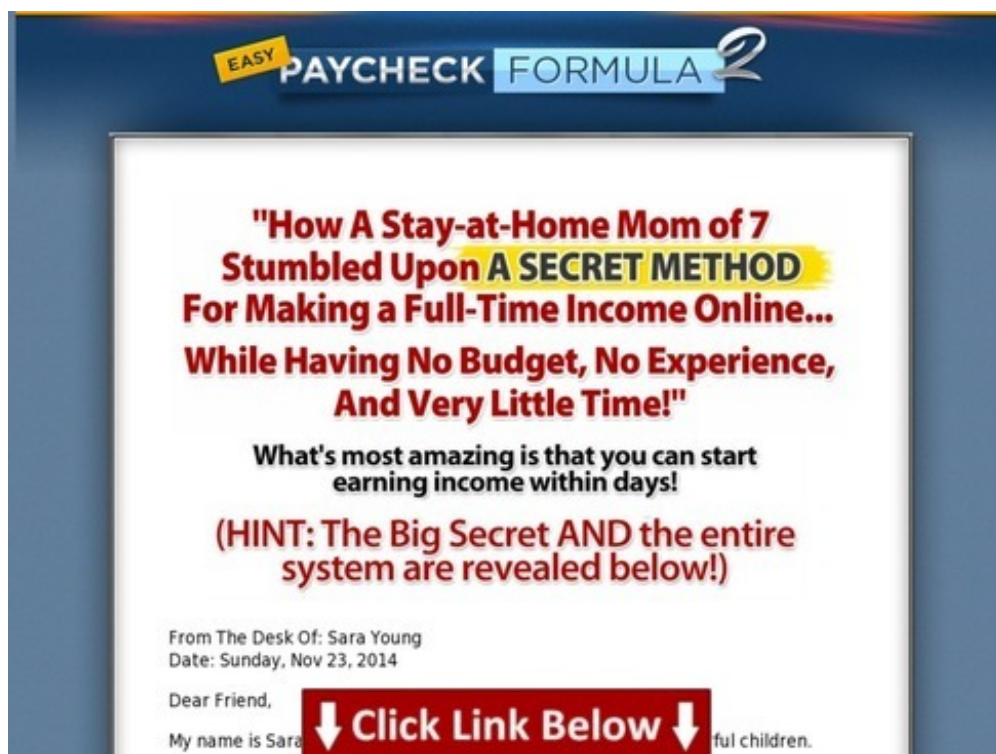 EASY PAYCHECK FORMULA 2
"How A Stay-at-Home Mom of 7
Stumbled Upon A SECRET METHOD
For Making a Full-Time Income Online...
While Having No Budget, No Experience,
And Very Little Time!"
What's most amazing is that you can start
earning income within days!
(HINT: The Big Secret AND the entire
system are revealed below!)
From The Desk Of: Sara Young
Date: Sunday, Nov 23, 2014
Dear Friend,
Click Link Below
My name is Sara children.